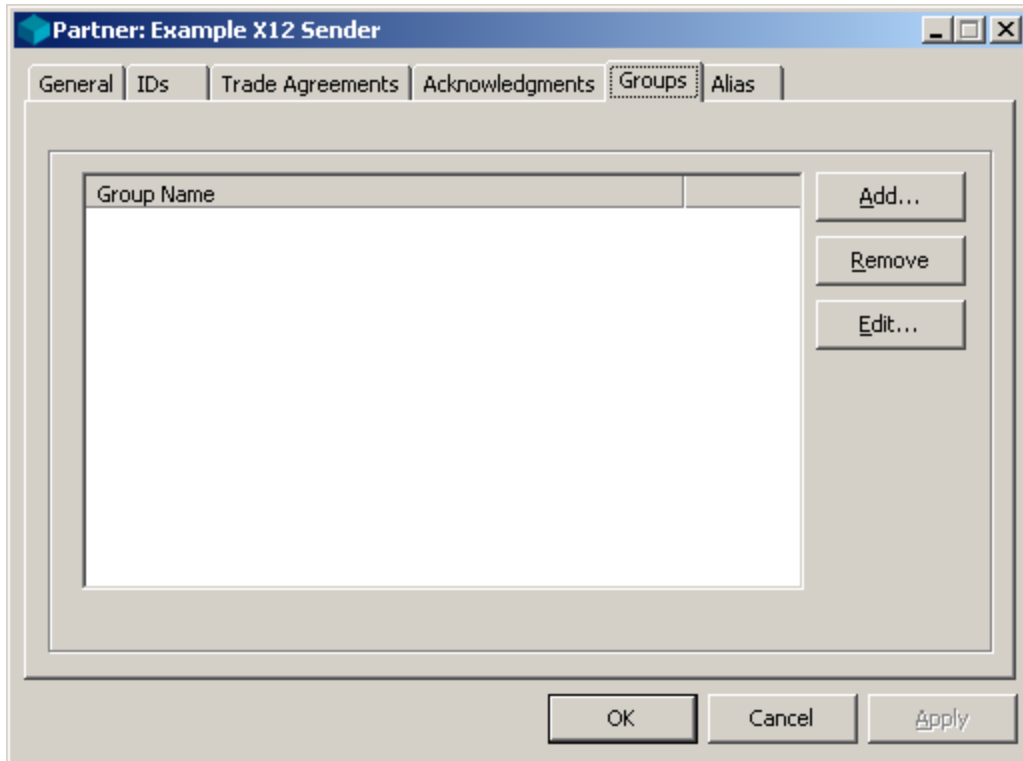 Partner: Example X12 Sender
General IDs Trade Agreements Acknowledgments Groups Alias
Group Name
Add...
Remove
Edit...
OK Cancel Apply